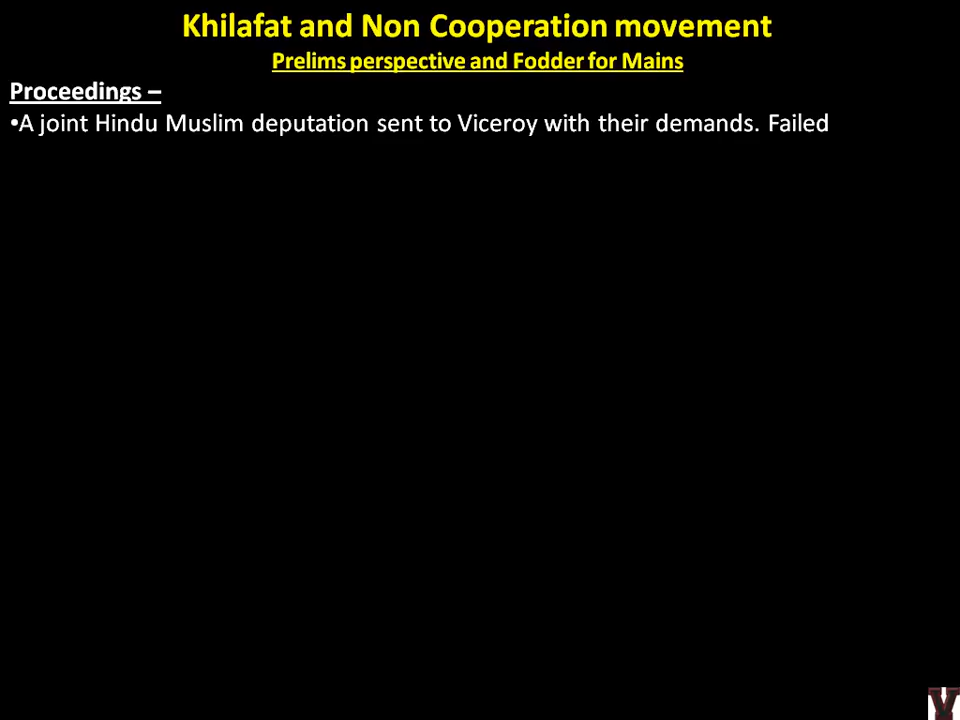 Khilafat and Non Cooperation movement
Prelims perspective and Fodder for Mains
Proceedings –
•A joint Hindu Muslim deputation sent to Viceroy with their demands. Failed